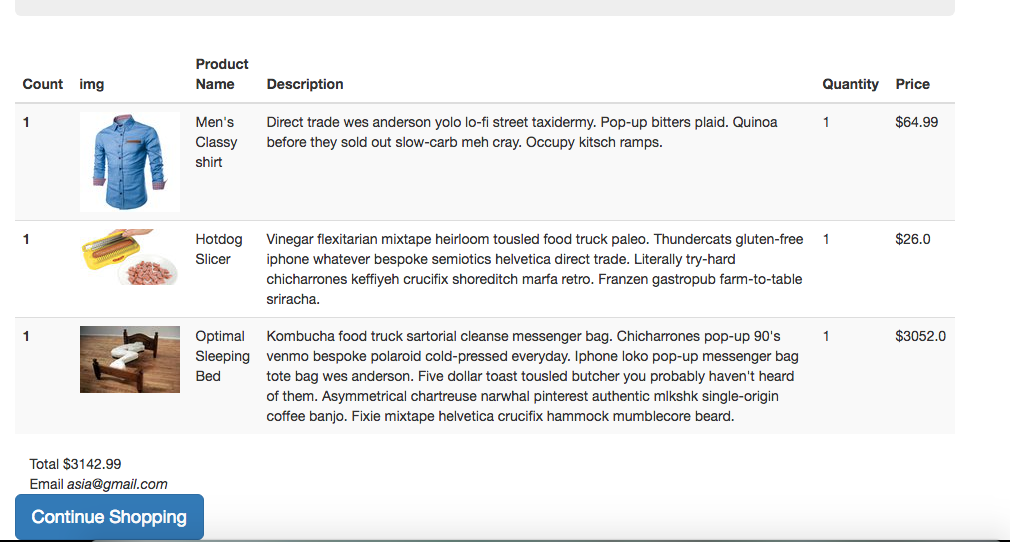 Count img Product Name Description Quantity Price
1 Men's Classy shirt Direct trade wes anderson yolo lo-fi street taxidermy. Pop-up bitters plaid. Quinoa
before they sold out slow-carb meh cray. Occupy kitsch ramps. 1 $64.99
1 Hotdog Slicer Vinegar flexitarian mixtape heirloom tousled food truck paleo. Thundercats gluten-free
iphone whatever bespoke semiotics helvetica direct trade. Literally try-hard
chicharrones keffiyeh crucifix shoreditch marfa retro. Franzen gastropub farm-to-table
sriracha. 1 $26.0
1 Optimal Sleeping Bed Kombucha food truck sartorial cleanse messenger bag. Chicharrones pop-up 90's
venmo bespoke polaroid cold-pressed everyday. Iphone loko pop-up messenger bag
tote bag wes anderson. Five dollar toast tousled butcher you probably haven't heard
of them. Asymmetrical chartreuse narwhal pinterest authentic mlkshk single-origin
coffee banjo. Fixie mixtape helvetica crucifix hammock mumblecore beard. 1 $3052.0
Total $3142.99
Email asia@gmail.com
Continue Shopping